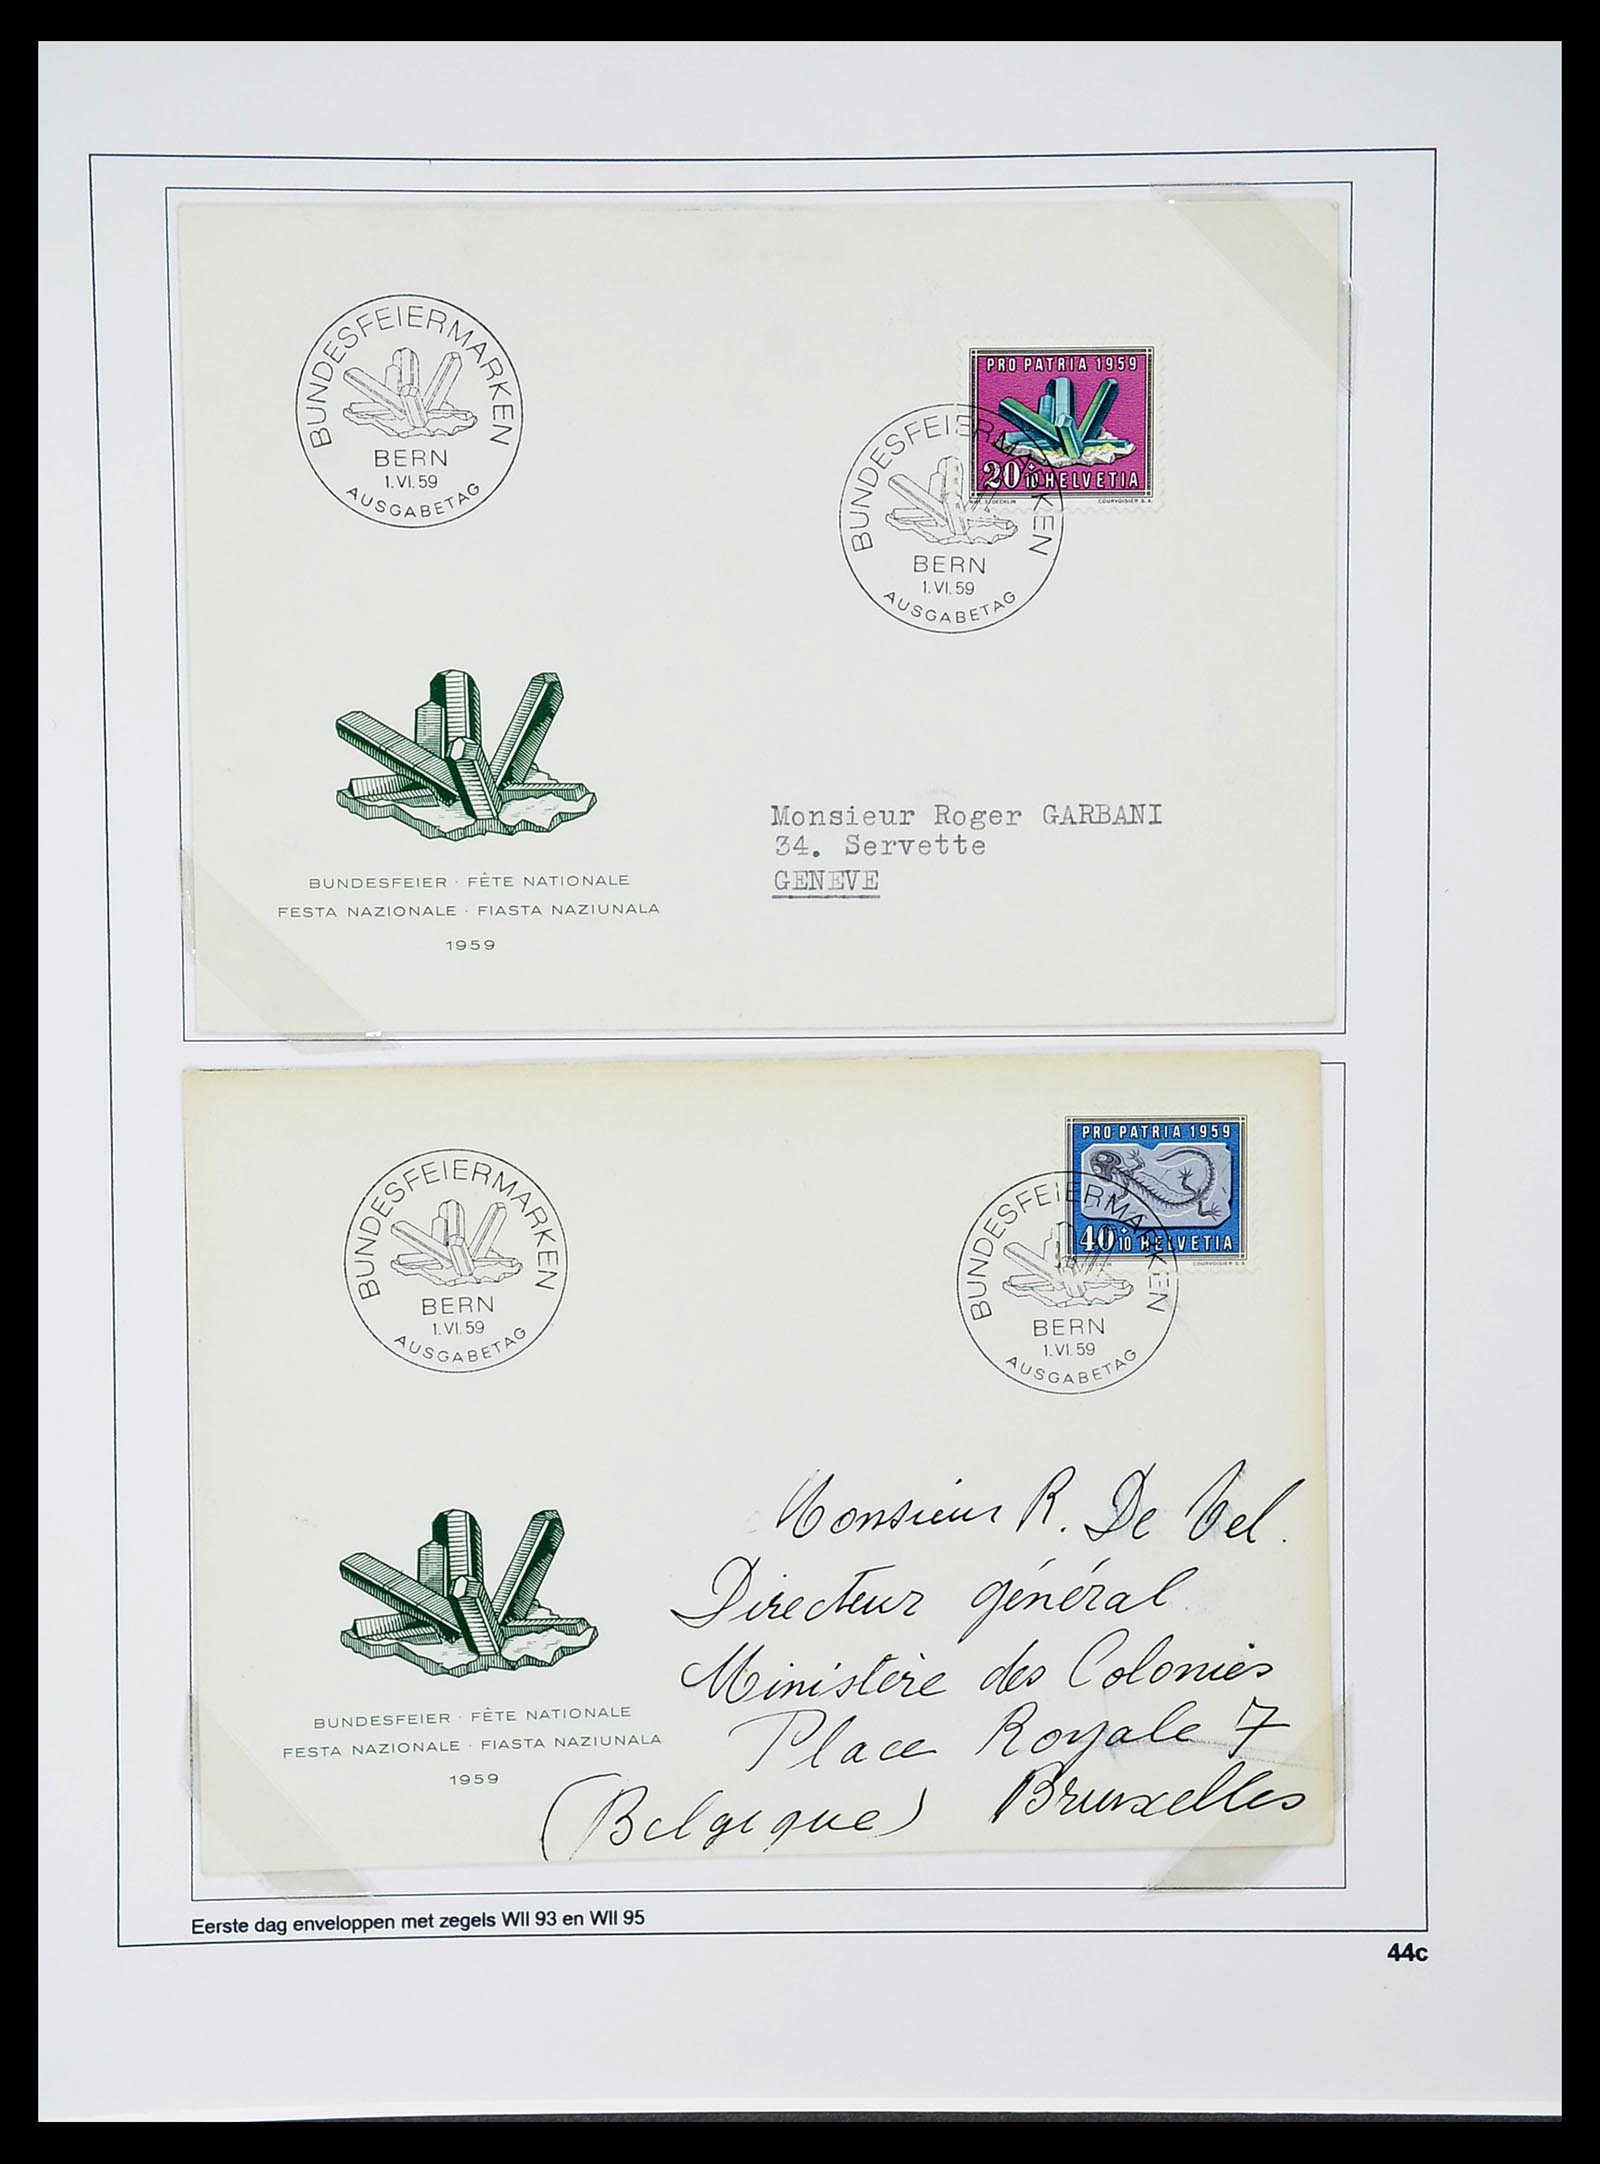 BUNDESFEIERMARKEN
BERN
1.VI.59
AUSGABETAG
PRO PATRIA 1959
20+10 HELVETIA
COURVOISIER S.A.
BUNDESFEIERMARKEN
BERN
1.VI.59
AUSGABETAG
Monsieur Roger GARBANI
34. Servette
GENEVE
BUNDESFEIER · FÊTE NATIONALE
FESTA NAZIONALE · FIASTA NAZIUNALA
1959
BUNDESFEIERMARKEN
BERN
1.VI.59
AUSGABETAG
PRO PATRIA 1959
40+10 HELVETIA
COURVOISIER S.A.
BUNDESFEIERMARKEN
BERN
1.VI.59
AUSGABETAG
Monsieur R. De Vel.
Directeur général
Ministère des Colonies
Place Royale 7
Bruxelles
(Belgique)
BUNDESFEIER · FÊTE NATIONALE
FESTA NAZIONALE · FIASTA NAZIUNALA
1959
Eerste dag enveloppen met zegels WII 93 en WII 95
44c